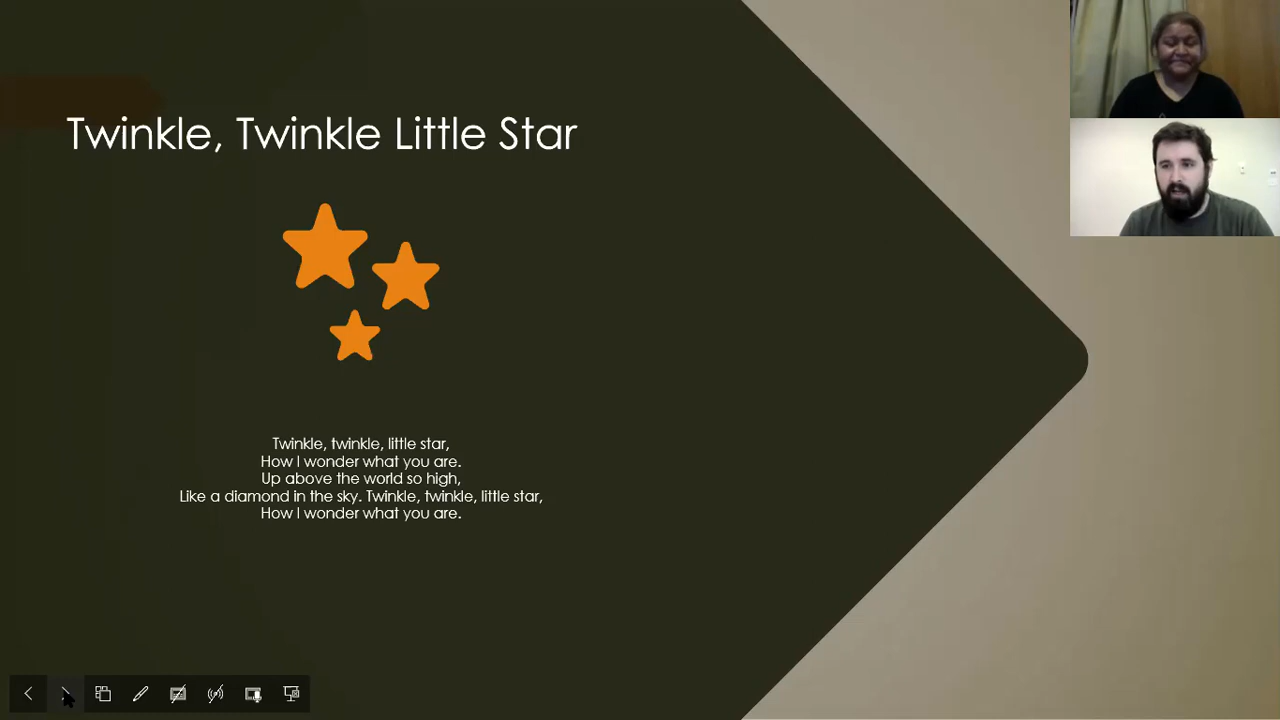 Twinkle, Twinkle Little Star
Twinkle, twinkle, little star,
How I wonder what you are.
Up above the world so high,
Like a diamond in the sky. Twinkle, twinkle, little star,
How I wonder what you are.